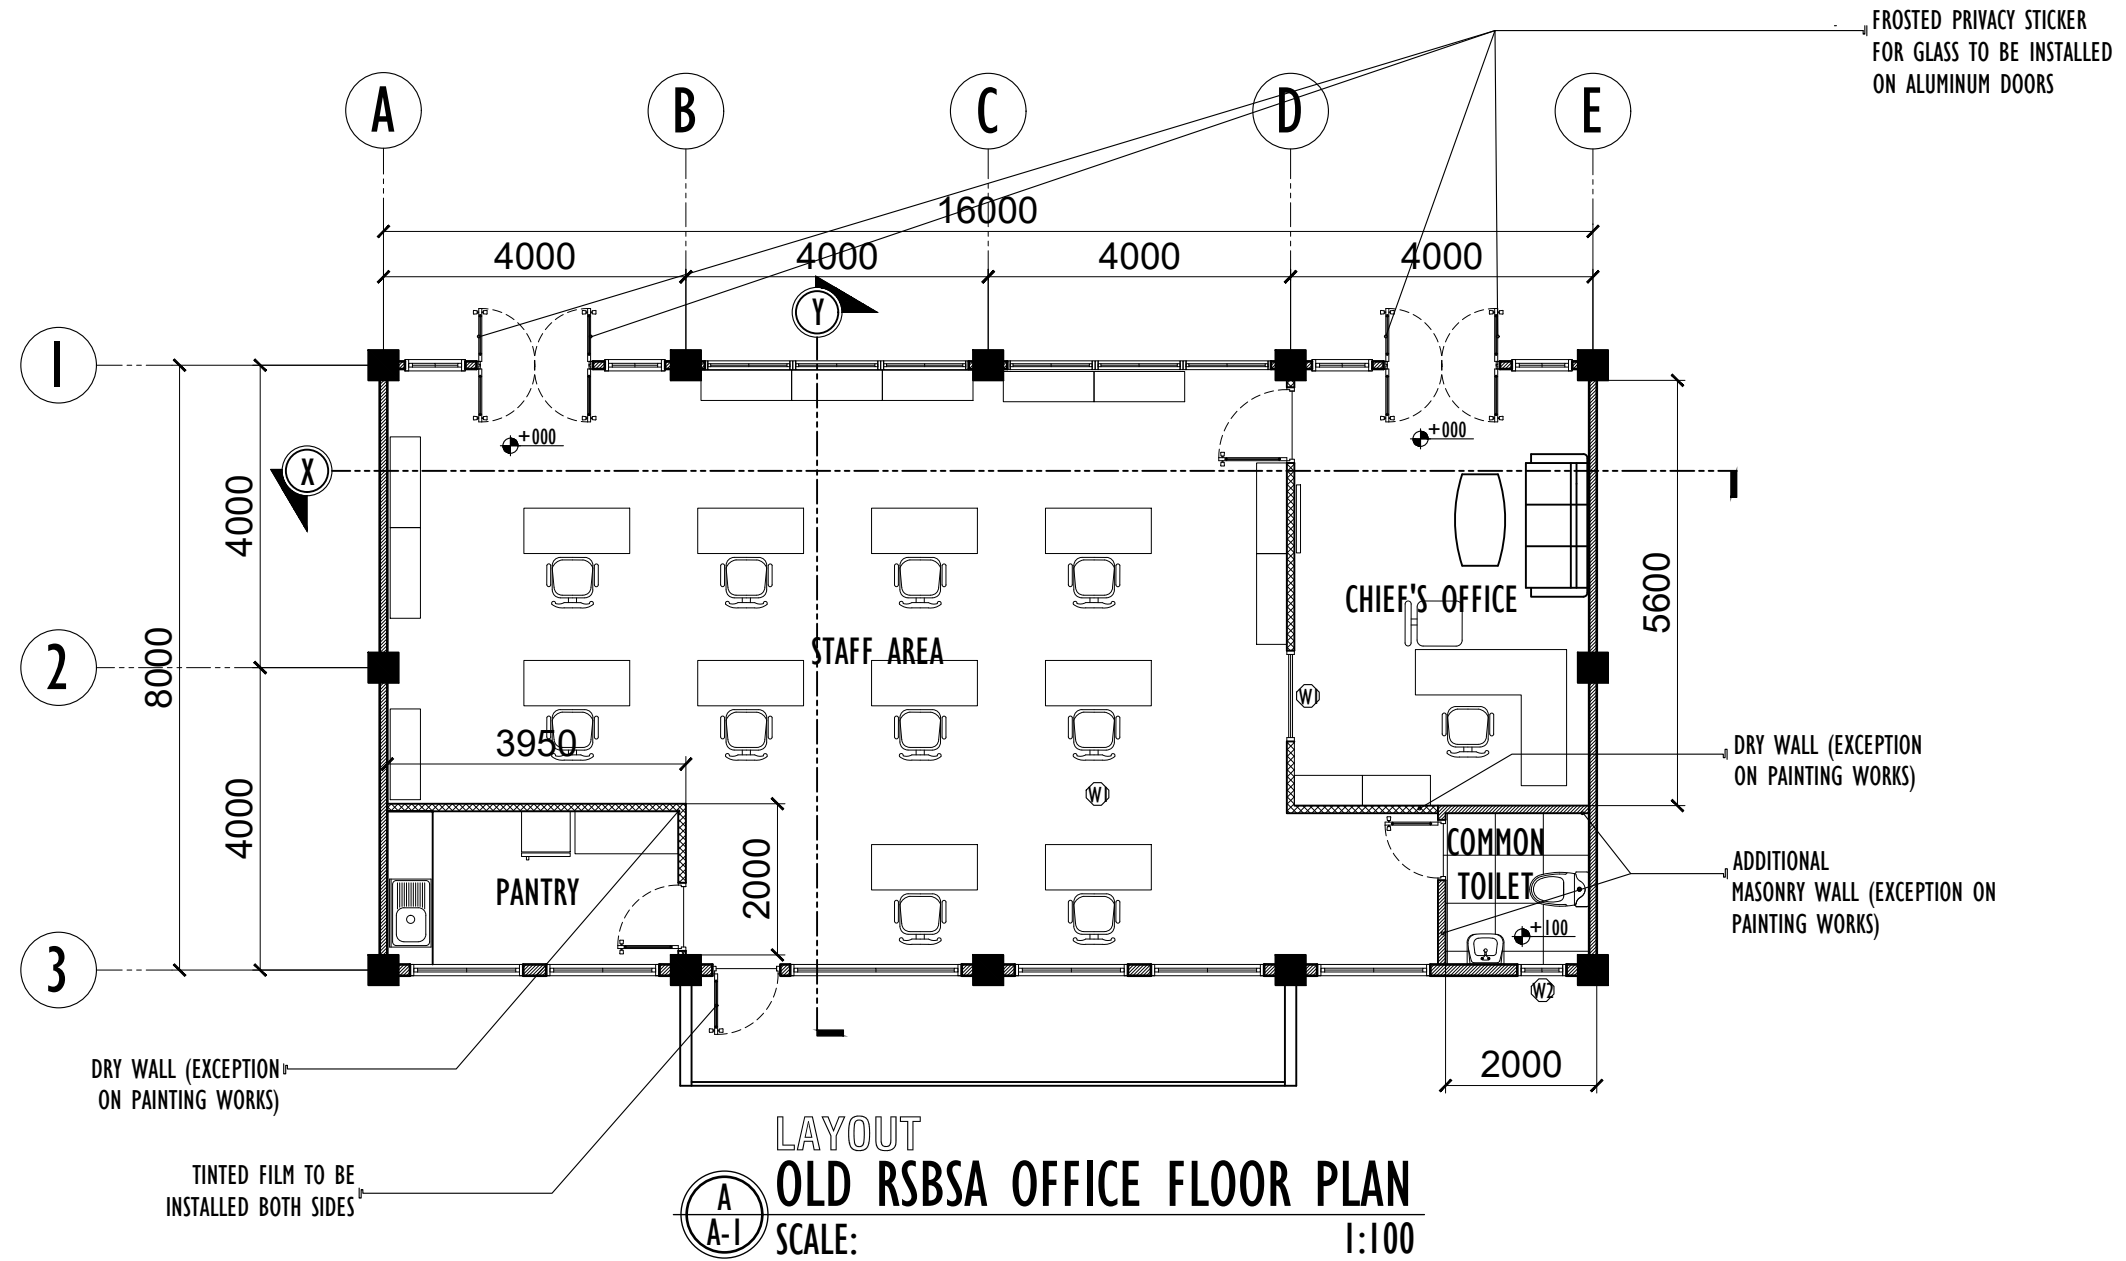 FROSTED PRIVACY STICKER
FOR GLASS TO BE INSTALLED
ON ALUMINUM DOORS
A B C D E
16000
4000 4000 4000 4000
Y
1
+000 +000
X
4000
5600
CHIEF'S OFFICE
8000
STAFF AREA
2
W1
3950
DRY WALL (EXCEPTION
ON PAINTING WORKS)
W1
4000
COMMON
TOILET
ADDITIONAL
MASONRY WALL (EXCEPTION ON
PAINTING WORKS)
PANTRY
2000
+100
3
W2
2000
DRY WALL (EXCEPTION
ON PAINTING WORKS)
LAYOUT
TINTED FILM TO BE
INSTALLED BOTH SIDES
A
A-1
OLD RSBSA OFFICE FLOOR PLAN
SCALE: 1:100